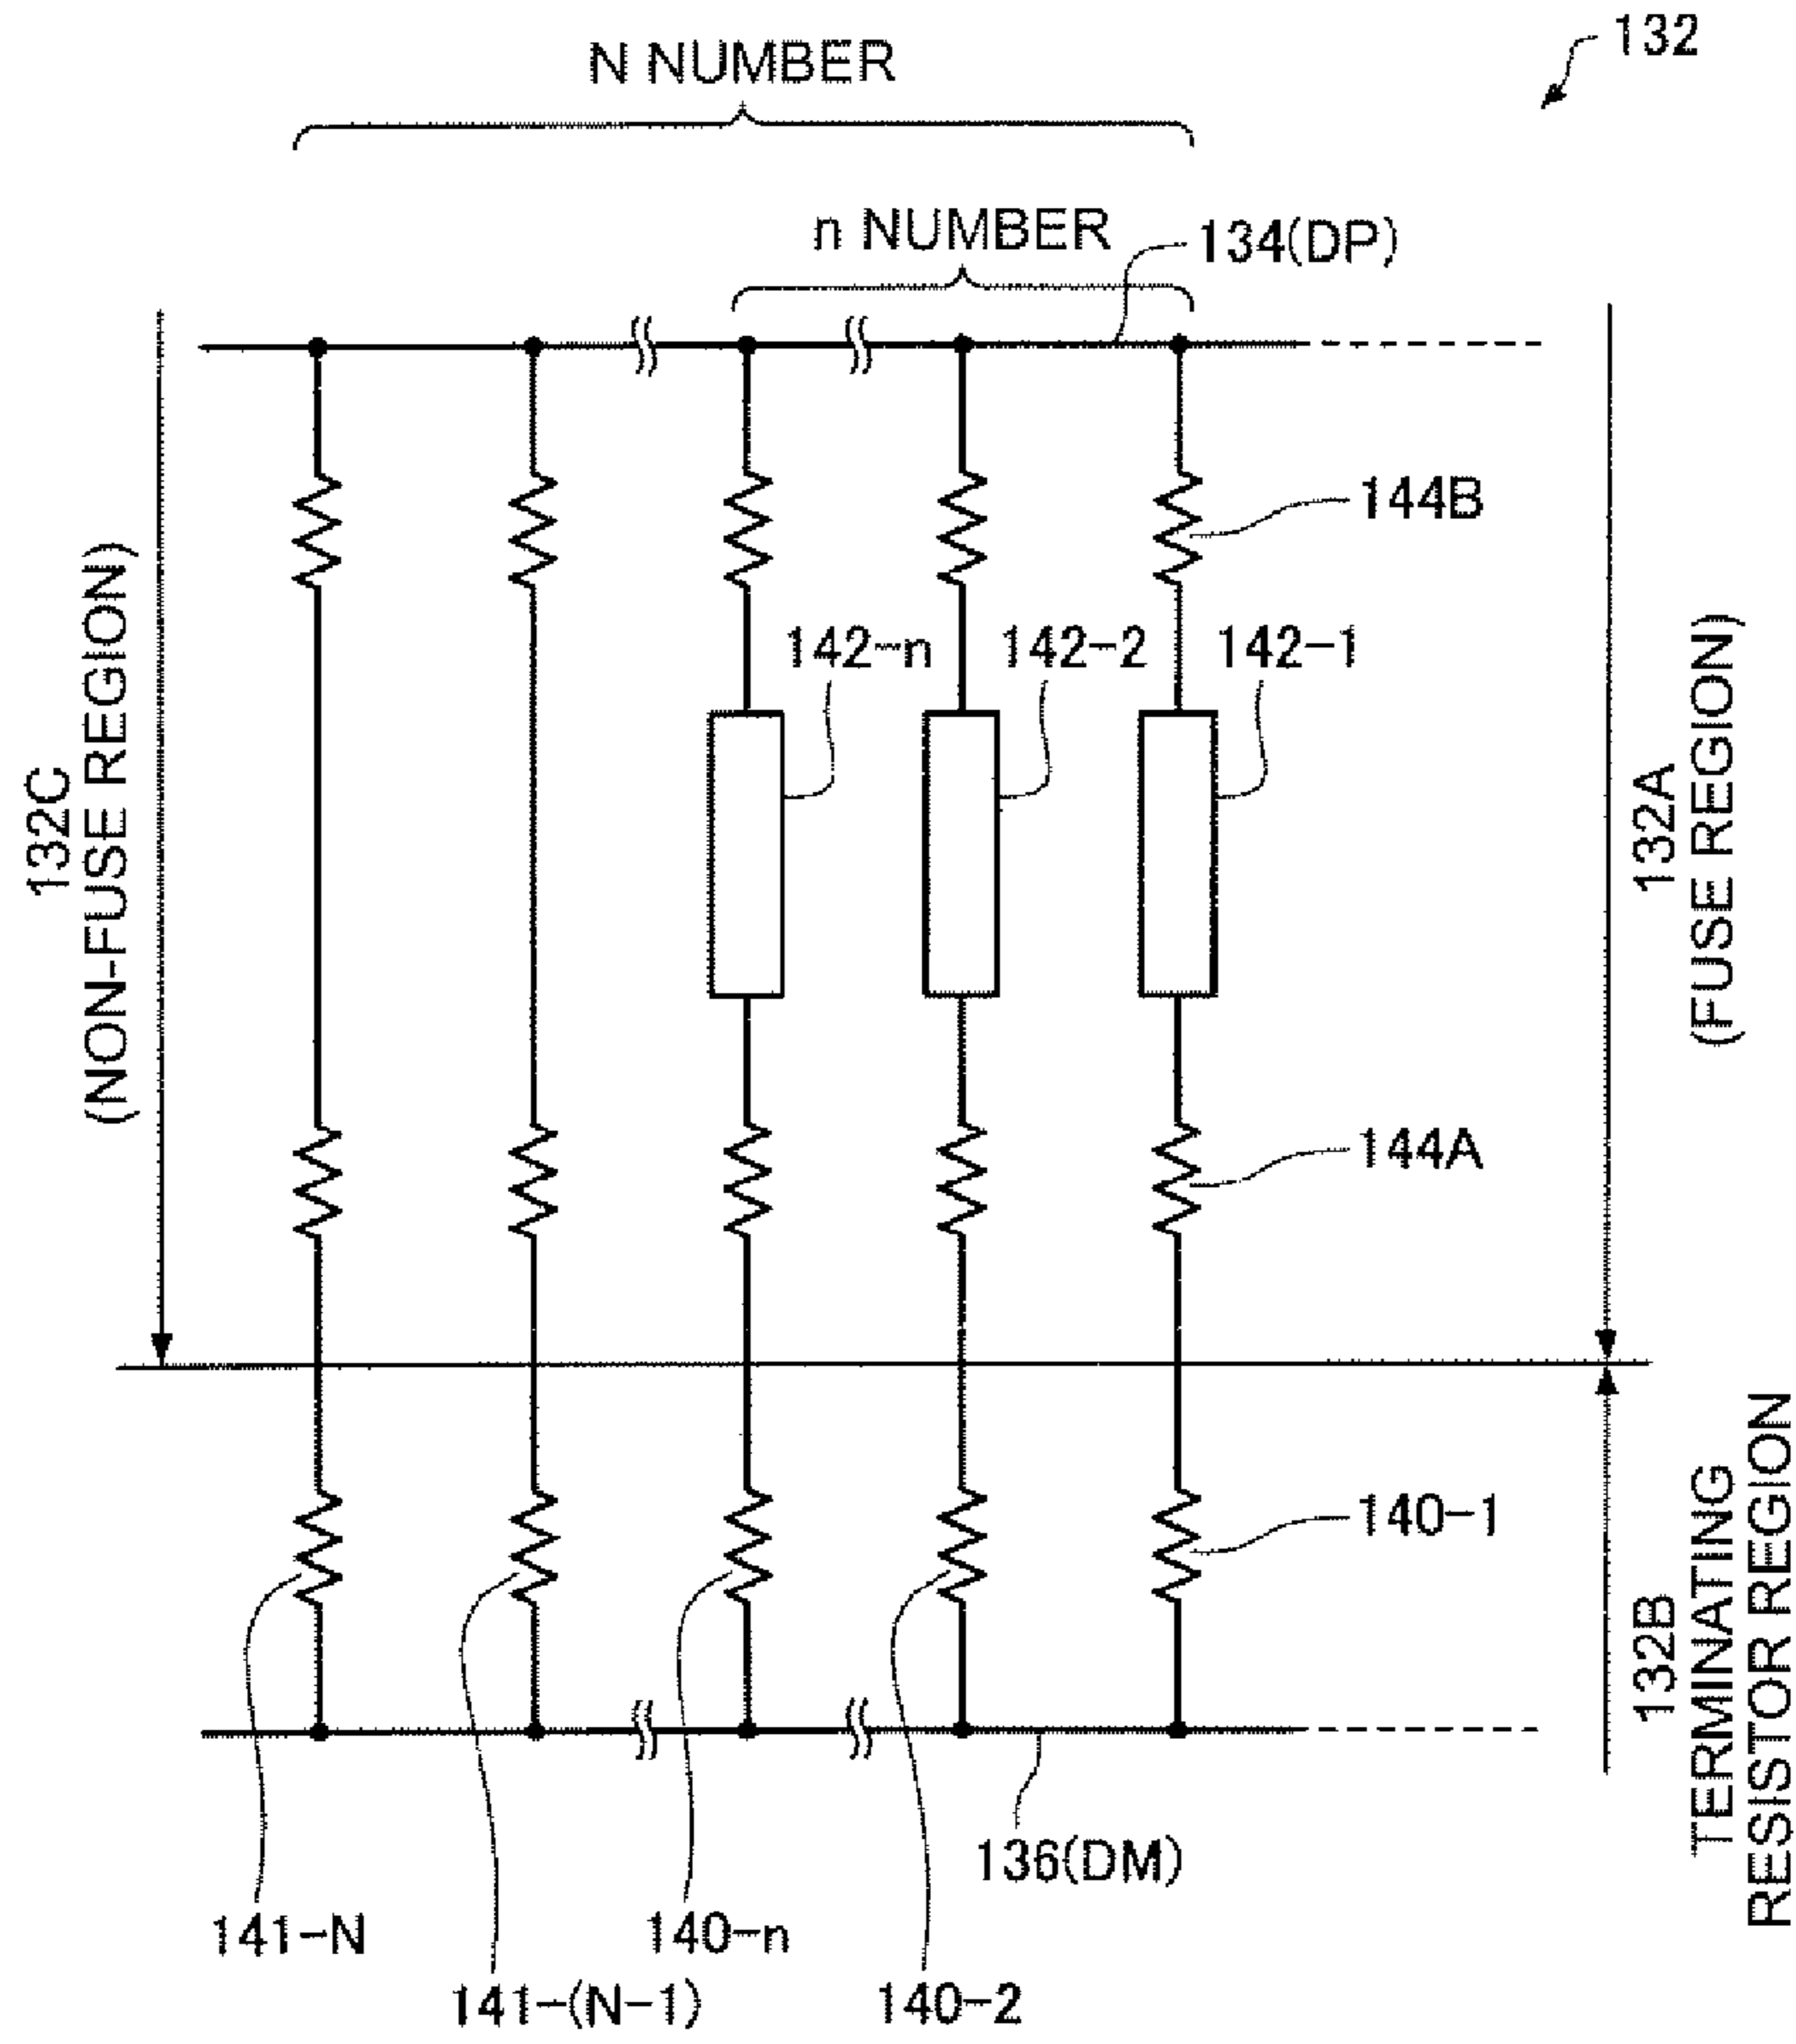 132
N NUMBER
n NUMBER
134(DP)
144B
142-n
142-2
142-1
132C
(NON-FUSE REGION)
132A
(FUSE REGION)
144A
140-1
132B
TERMINATING
RESISTOR REGION
136(DM)
141-N
140-n
141-(N-1)
140-2